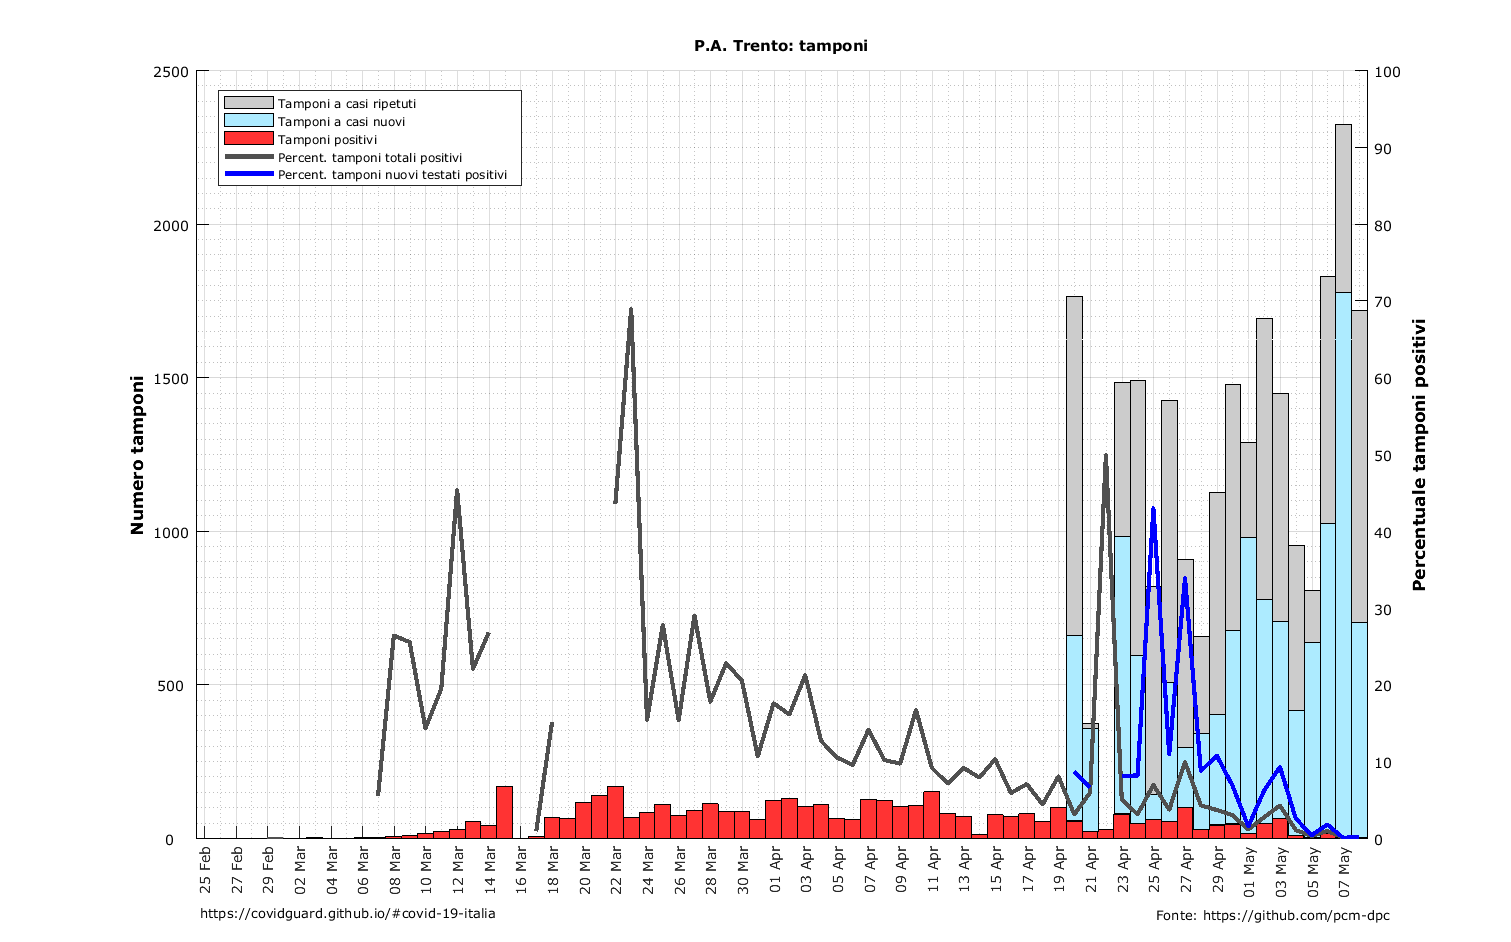 P.A. Trento: tamponi
Tamponi a casi ripetuti
Tamponi a casi nuovi
Tamponi positivi
Percent. tamponi totali positivi
Percent. tamponi nuovi testati positivi
Numero tamponi
2500
2000
1500
1000
500
0
100
90
80
70
60
50
40
30
20
10
0
Percentuale tamponi positivi
25 Feb
27 Feb
29 Feb
02 Mar
04 Mar
06 Mar
08 Mar
10 Mar
12 Mar
14 Mar
16 Mar
18 Mar
20 Mar
22 Mar
24 Mar
26 Mar
28 Mar
30 Mar
01 Apr
03 Apr
05 Apr
07 Apr
09 Apr
11 Apr
13 Apr
15 Apr
17 Apr
19 Apr
21 Apr
23 Apr
25 Apr
27 Apr
29 Apr
01 May
03 May
05 May
07 May
https://covidguard.github.io/#covid-19-italia
Fonte: https://github.com/pcm-dpc